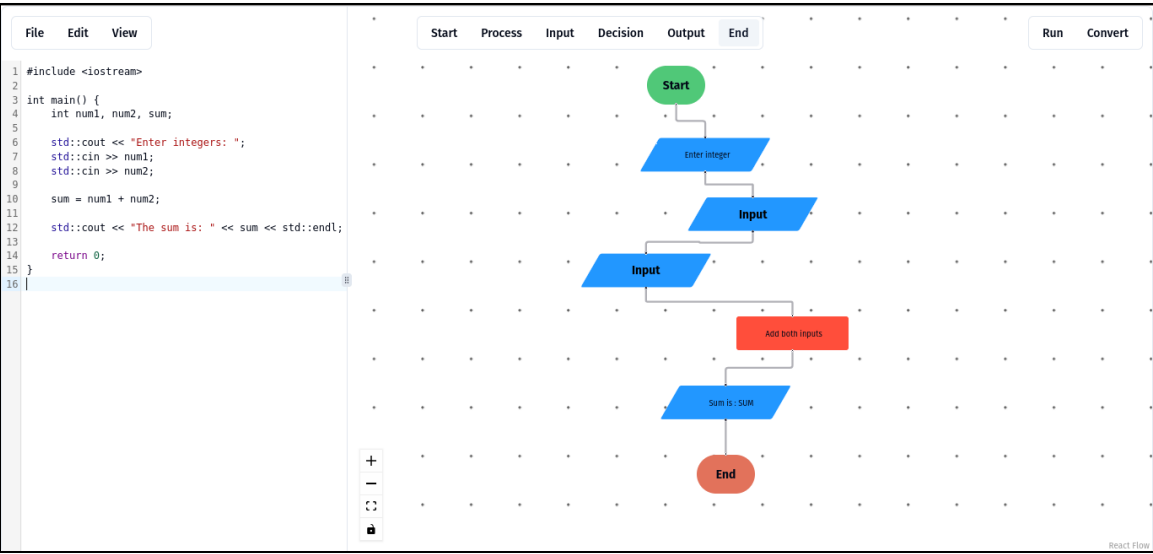 File Edit View
Start Process Input Decision Output End
Run Convert
1 #include <iostream>
2
3 int main() {
4     int num1, num2, sum;
5
6     std::cout << "Enter integers: ";
7     std::cin >> num1;
8     std::cin >> num2;
9
10     sum = num1 + num2;
11
12     std::cout << "The sum is: " << sum << std::endl;
13
14     return 0;
15 }
16
Start
Enter integer
Input
Input
Add both inputs
Sum is : SUM
End
React Flow